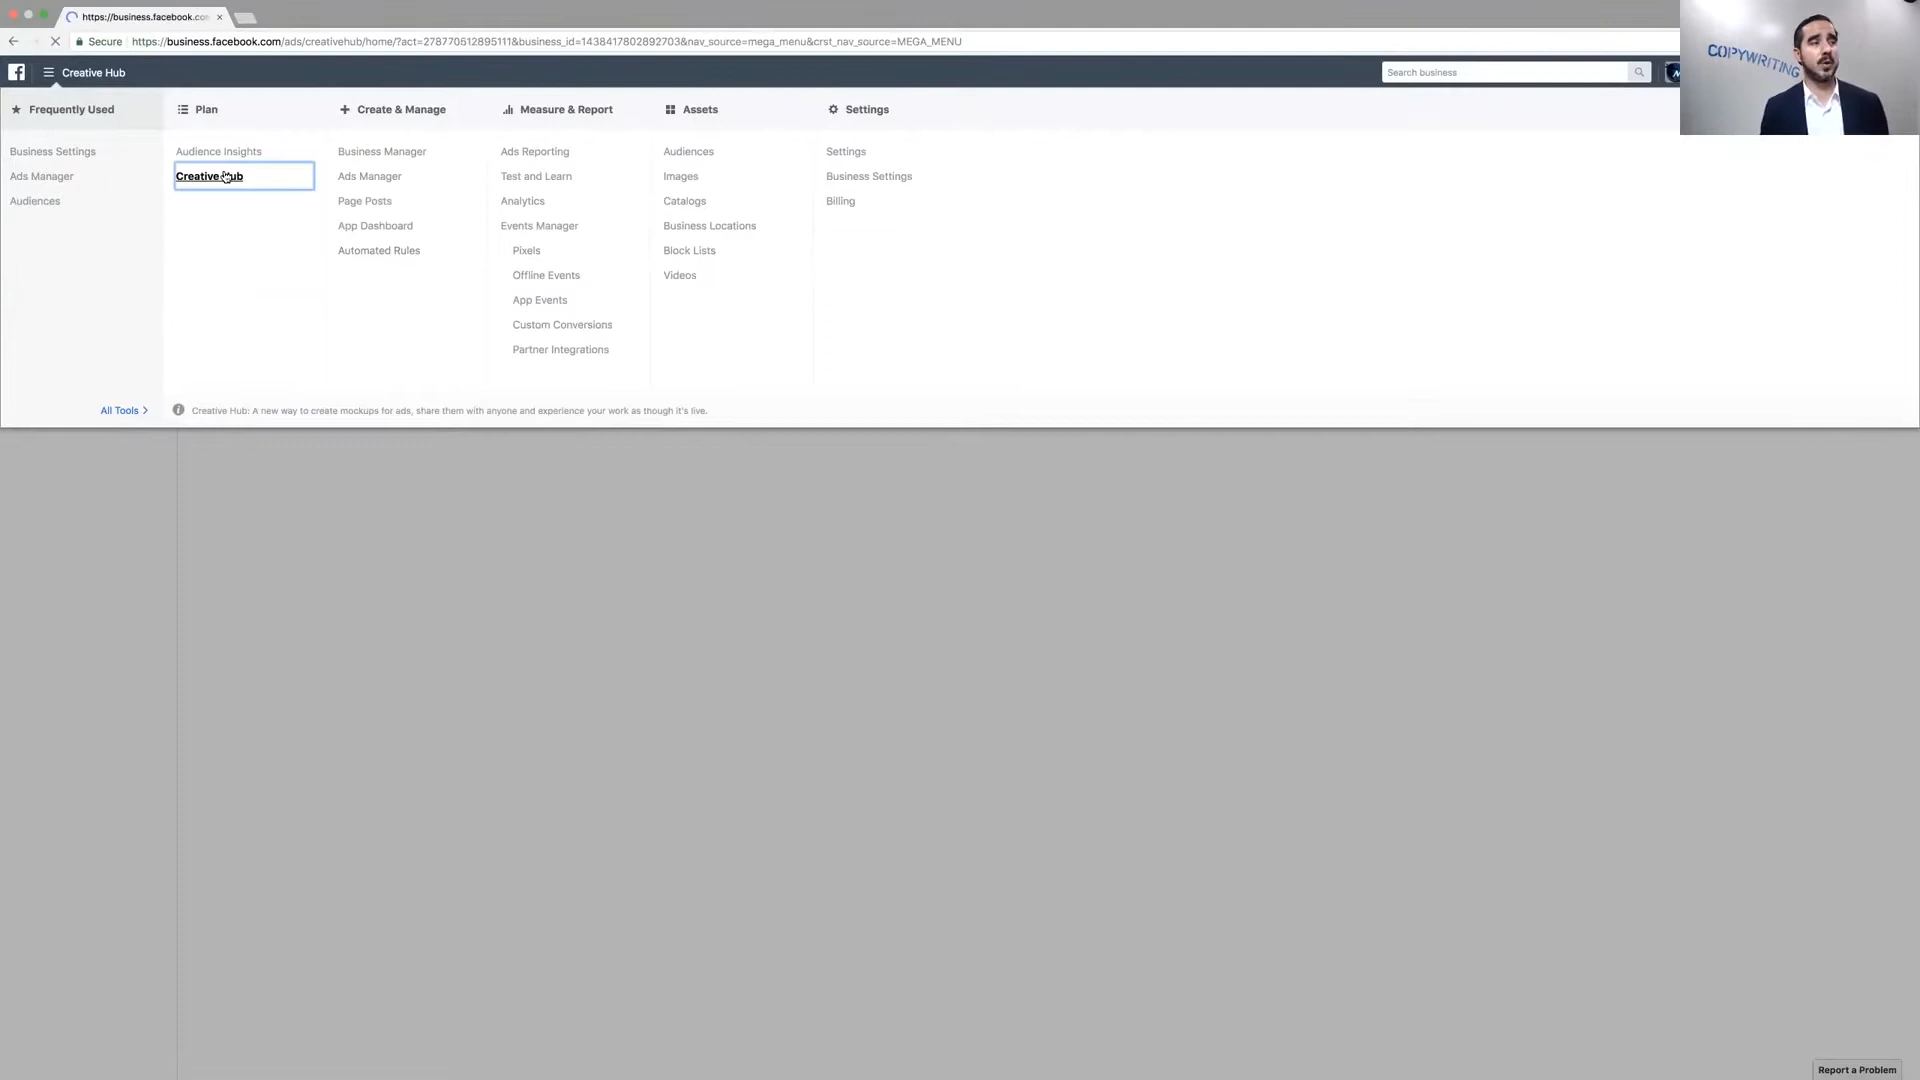 https://business.facebook.co
Secure
https://business.facebook.com/ads/creativehub/home/?act=278770512895111&business_id=1438417802892703&nav_source=mega_menu&crst_nav_source=MEGA_MENU
Creative Hub
Search business
COPYWRITING
Frequently Used
Business Settings
Ads Manager
Audiences
All Tools
Plan
Audience Insights
Creative Hub
Create & Manage
Business Manager
Ads Manager
Page Posts
App Dashboard
Automated Rules
Measure & Report
Ads Reporting
Test and Learn
Analytics
Events Manager
Pixels
Offline Events
App Events
Custom Conversions
Partner Integrations
Assets
Audiences
Images
Catalogs
Business Locations
Block Lists
Videos
Settings
Settings
Business Settings
Billing
Creative Hub: A new way to create mockups for ads, share them with anyone and experience your work as though it's live.
Report a Problem